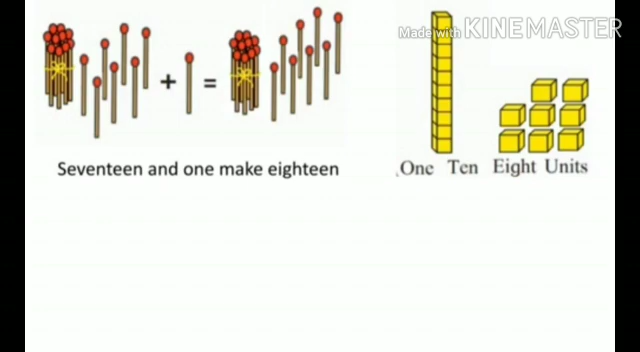 Made with KINEMASTER
+ =
Seventeen and one make eighteen
.One Ten Eight Units